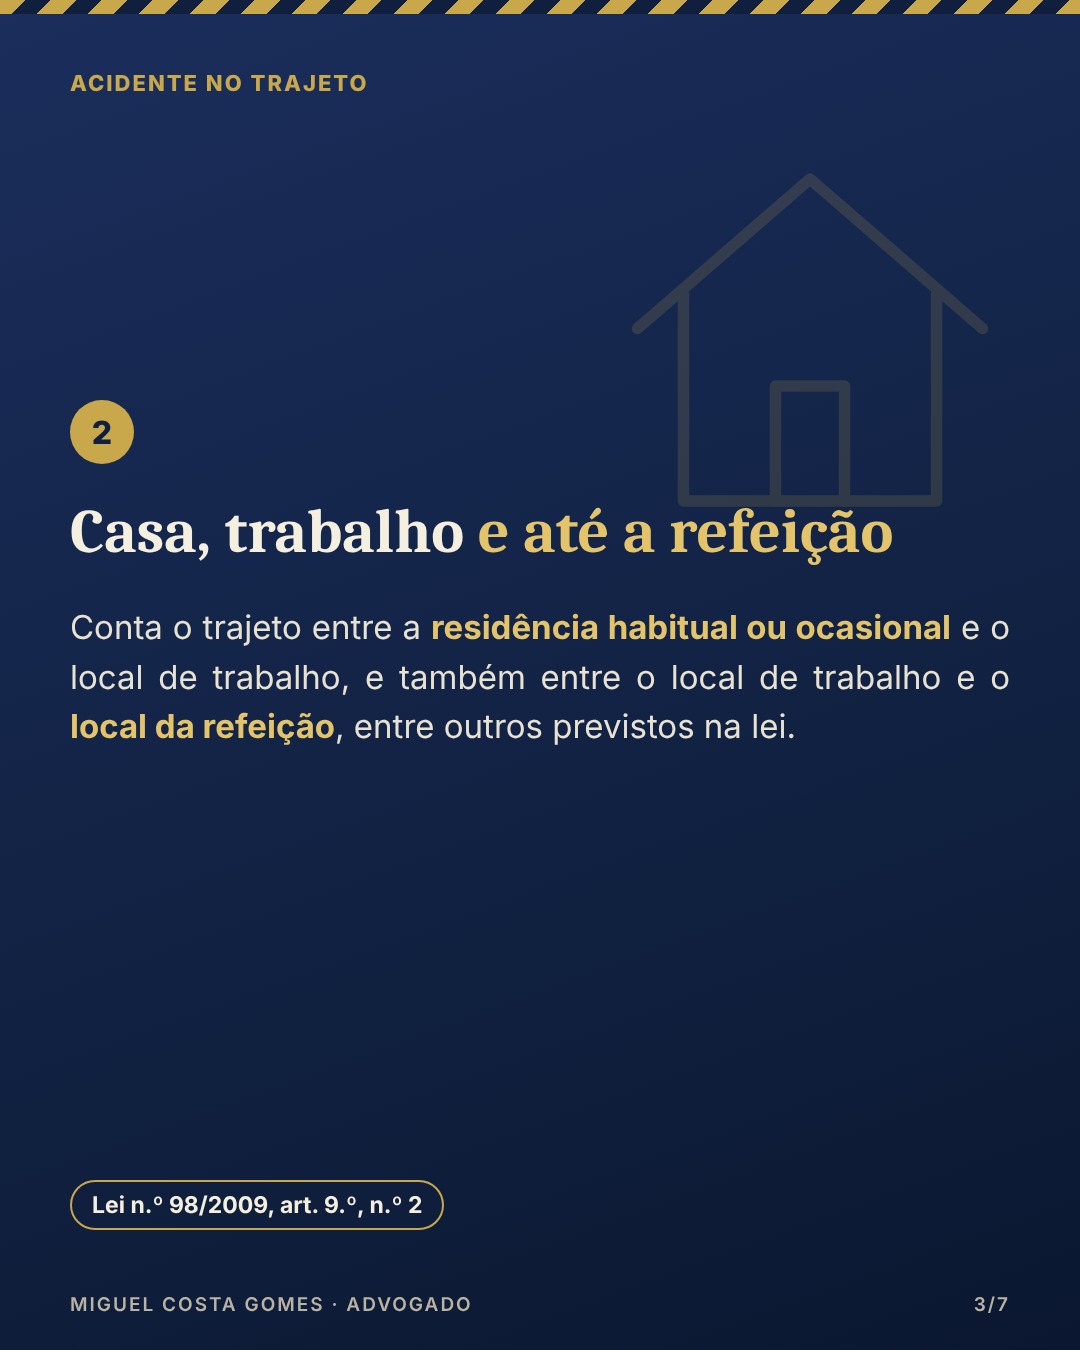 ACIDENTE NO TRAJETO
2
Casa, trabalho e até a refeição
Conta o trajeto entre a residência habitual ou ocasional e o
local de trabalho, e também entre o local de trabalho e o
local da refeição, entre outros previstos na lei.
Lei n.º 98/2009, art. 9.º, n.º 2
MIGUEL COSTA GOMES · ADVOGADO
3/7